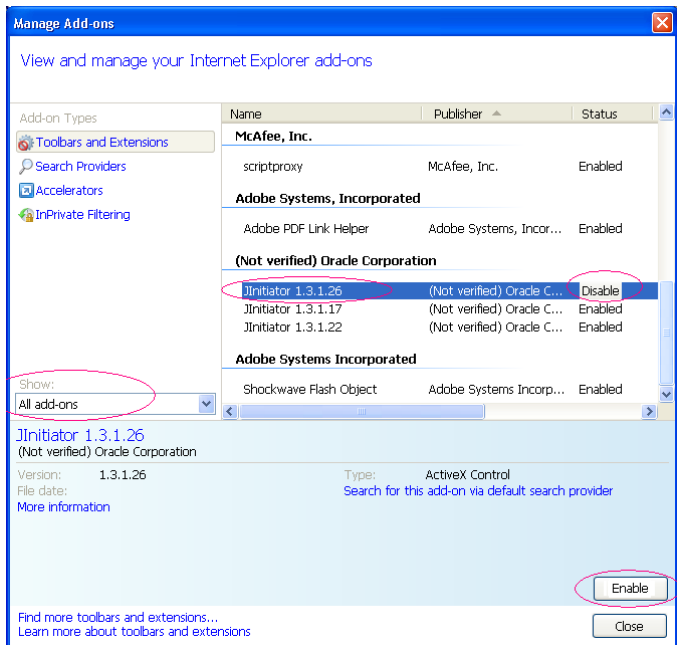 Manage Add-ons
View and manage your Internet Explorer add-ons
Add-on Types
Toolbars and Extensions
Search Providers
Accelerators
InPrivate Filtering
Show:
All add-ons
Name Publisher Status
McAfee, Inc.
scriptproxy McAfee, Inc. Enabled
Adobe Systems, Incorporated
Adobe PDF Link Helper Adobe Systems, Incor... Enabled
(Not verified) Oracle Corporation
JInitiator 1.3.1.26 (Not verified) Oracle C... Disable
JInitiator 1.3.1.17 (Not verified) Oracle C... Enabled
JInitiator 1.3.1.22 (Not verified) Oracle C... Enabled
Adobe Systems Incorporated
Shockwave Flash Object Adobe Systems Incorp... Enabled
JInitiator 1.3.1.26
(Not verified) Oracle Corporation
Version: 1.3.1.26 Type: ActiveX Control
File date: Search for this add-on via default search provider
More information
Enable
Find more toolbars and extensions...
Learn more about toolbars and extensions
Close